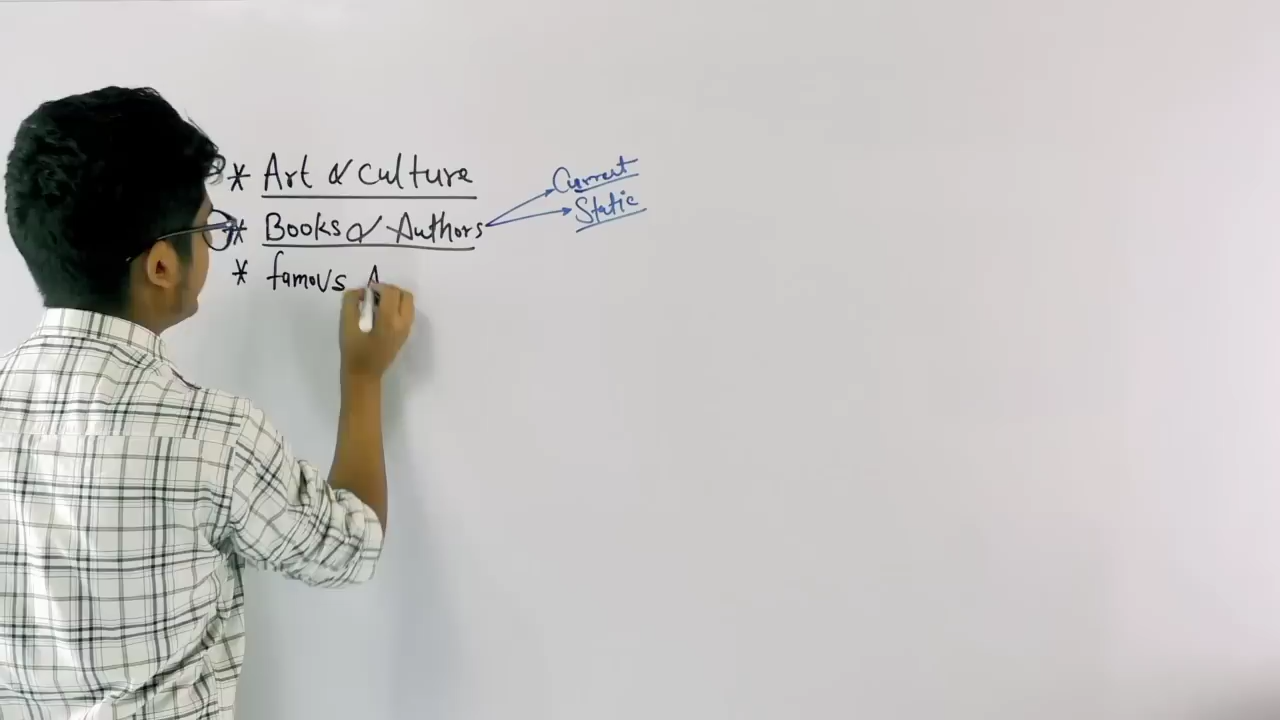 * Art & Culture
* Books & Authors
Current
Static
* famous A